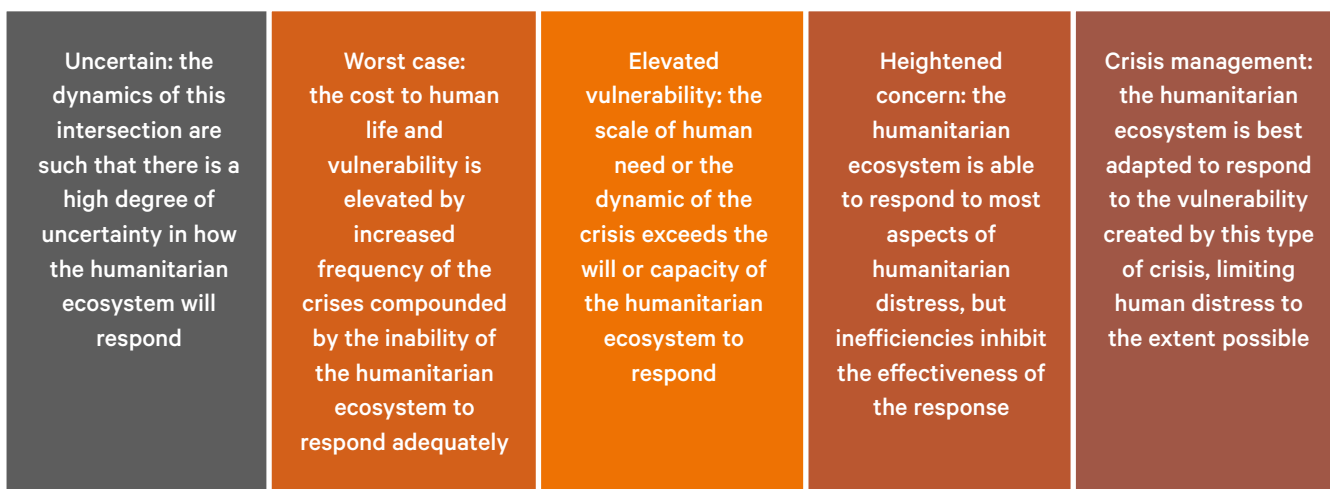 Uncertain: the
dynamics of this
intersection are
such that there is a
high degree of
uncertainty in how
the humanitarian
ecosystem will
respond
Worst case:
the cost to human
life and
vulnerability is
elevated by
increased
frequency of the
crises compounded
by the inability of
the humanitarian
ecosystem to
respond adequately
Elevated
vulnerability: the
scale of human
need or the
dynamic of the
crisis exceeds the
will or capacity of
the humanitarian
ecosystem to
respond
Heightened
concern: the
humanitarian
ecosystem is able
to respond to most
aspects of
humanitarian
distress, but
inefficiencies inhibit
the effectiveness of
the response
Crisis management:
the humanitarian
ecosystem is best
adapted to respond
to the vulnerability
created by this type
of crisis, limiting
human distress to
the extent possible